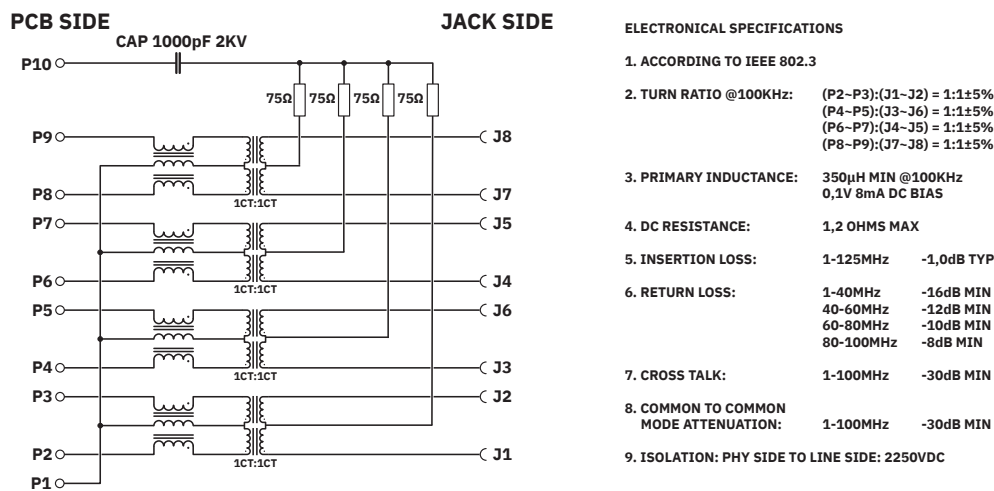 PCB SIDE
JACK SIDE
CAP 1000pF 2KV
P10
75Ω 75Ω 75Ω 75Ω
P9
J8
P8
J7
1CT:1CT
P7
J5
P6
J4
1CT:1CT
P5
J6
P4
J3
1CT:1CT
P3
J2
P2
J1
1CT:1CT
P1
ELECTRONICAL SPECIFICATIONS
1. ACCORDING TO IEEE 802.3
2. TURN RATIO @100KHz: (P2~P3):(J1~J2) = 1:1±5%
(P4~P5):(J3~J6) = 1:1±5%
(P6~P7):(J4~J5) = 1:1±5%
(P8~P9):(J7~J8) = 1:1±5%
3. PRIMARY INDUCTANCE: 350µH MIN @100KHz
0,1V 8mA DC BIAS
4. DC RESISTANCE: 1,2 OHMS MAX
5. INSERTION LOSS: 1-125MHz -1,0dB TYP
6. RETURN LOSS: 1-40MHz -16dB MIN
40-60MHz -12dB MIN
60-80MHz -10dB MIN
80-100MHz -8dB MIN
7. CROSS TALK: 1-100MHz -30dB MIN
8. COMMON TO COMMON
MODE ATTENUATION: 1-100MHz -30dB MIN
9. ISOLATION: PHY SIDE TO LINE SIDE: 2250VDC